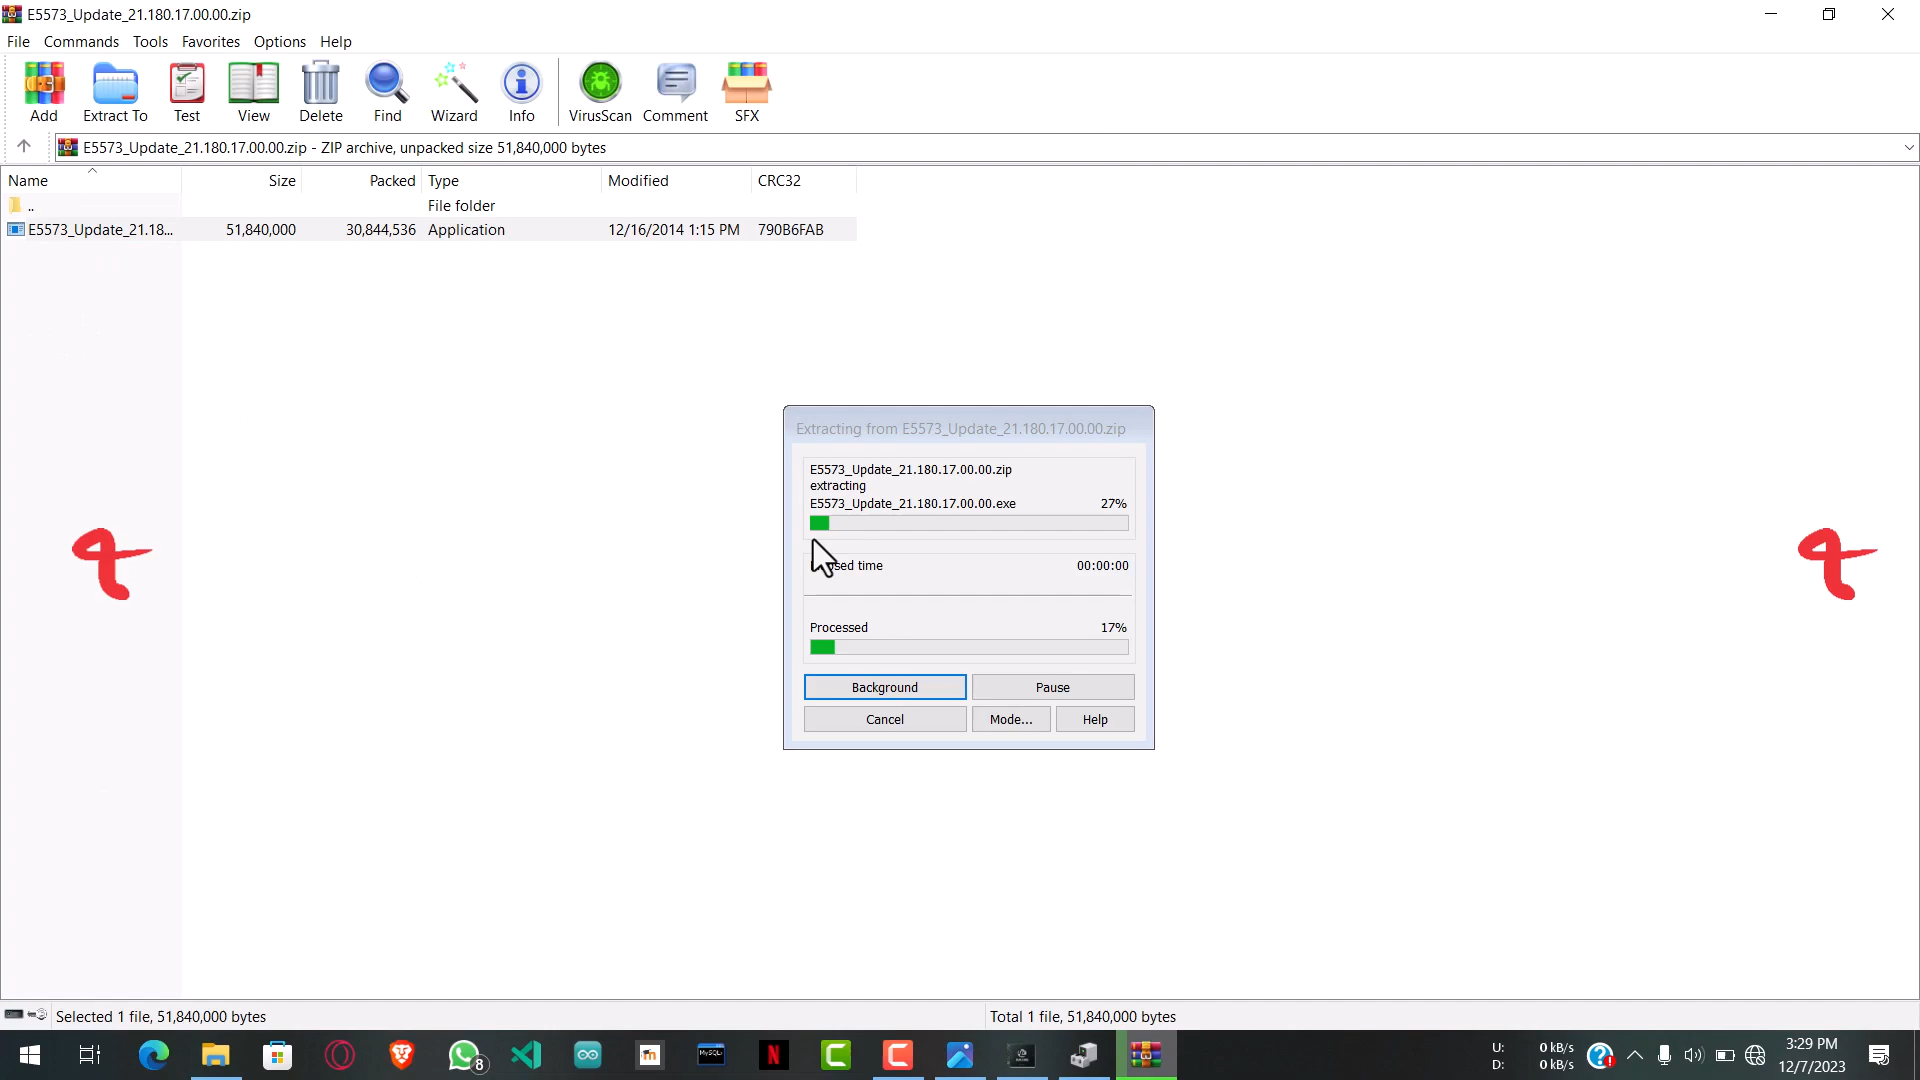 E5573_Update_21.180.17.00.00.zip
File Commands Tools Favorites Options Help
Add Extract To Test View Delete Find Wizard Info VirusScan Comment SFX
E5573_Update_21.180.17.00.00.zip - ZIP archive, unpacked size 51,840,000 bytes
Name Size Packed Type Modified CRC32
.. File folder
E5573_Update_21.18... 51,840,000 30,844,536 Application 12/16/2014 1:15 PM 790B6FAB
Extracting from E5573_Update_21.180.17.00.00.zip
E5573_Update_21.180.17.00.00.zip
extracting
E5573_Update_21.180.17.00.00.exe 27%
sed time 00:00:00
Processed 17%
Background Pause
Cancel Mode... Help
Selected 1 file, 51,840,000 bytes Total 1 file, 51,840,000 bytes
U: 0 kB/s
D: 0 kB/s
3:29 PM
12/7/2023
8
MySQL
N